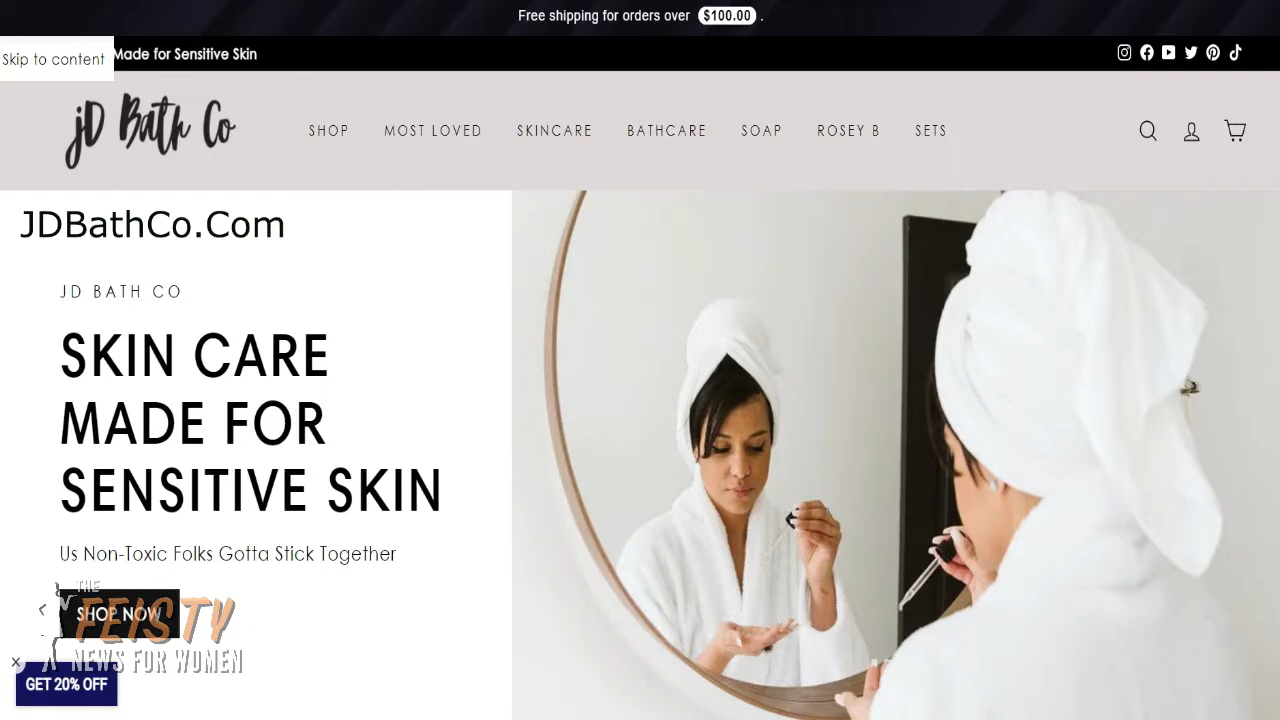 Free shipping for orders over $100.00 .
Skip to content
Made for Sensitive Skin
jD Bath Co
SHOP MOST LOVED SKINCARE BATHCARE SOAP ROSEY B SETS
JDBathCo.Com
JD BATH CO
SKIN CARE
MADE FOR
SENSITIVE SKIN
Us Non-Toxic Folks Gotta Stick Together
SHOP NOW
THE
FEISTY
NEWS FOR WOMEN
×
GET 20% OFF